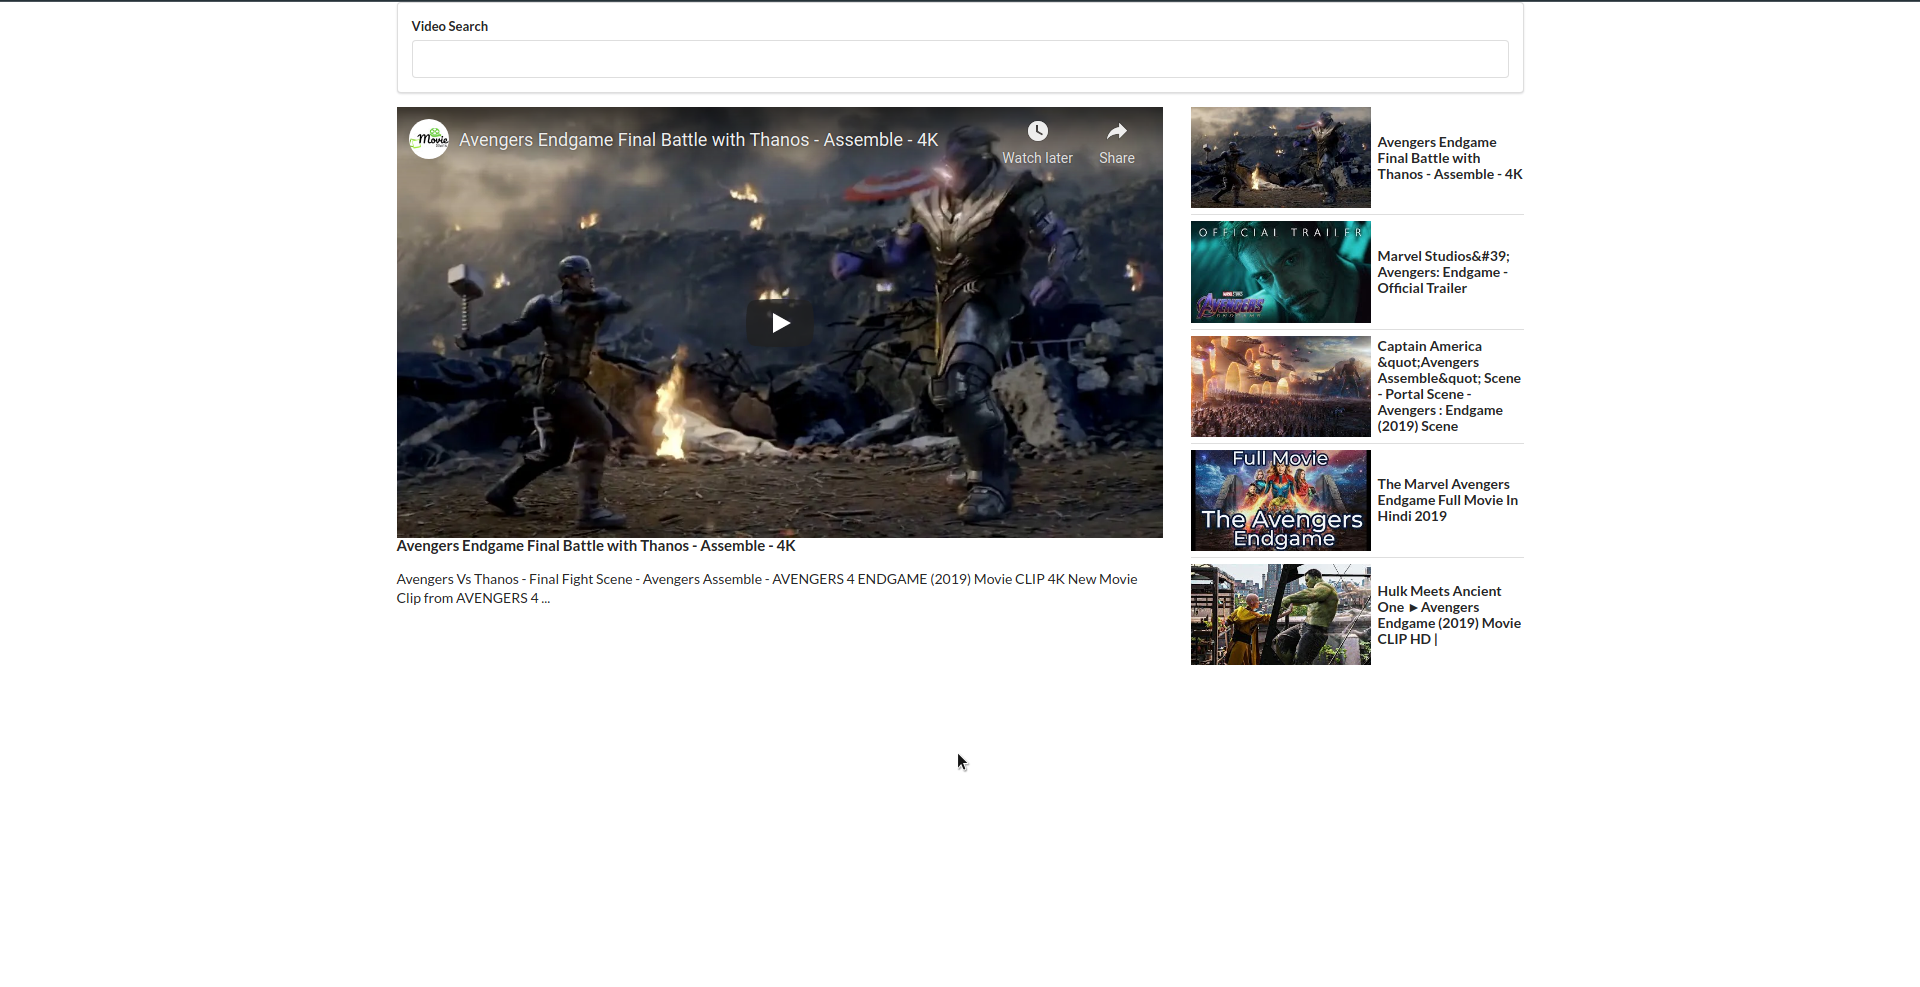 Video Search
Movie
Avengers Endgame Final Battle with Thanos - Assemble - 4K
Watch later
Share
Avengers Endgame Final Battle with Thanos - Assemble - 4K
Avengers Vs Thanos - Final Fight Scene - Avengers Assemble - AVENGERS 4 ENDGAME (2019) Movie CLIP 4K New Movie
Clip from AVENGERS 4 ...
Avengers Endgame
Final Battle with
Thanos - Assemble - 4K
OFFICIAL TRAILER
AVENGERS
ENDGAME
Marvel Studios&#39;
Avengers: Endgame -
Official Trailer
Captain America
&quot;Avengers
Assemble&quot; Scene
- Portal Scene -
Avengers : Endgame
(2019) Scene
Full Movie
The Avengers
Endgame
The Marvel Avengers
Endgame Full Movie In
Hindi 2019
Hulk Meets Ancient
One ►Avengers
Endgame (2019) Movie
CLIP HD |